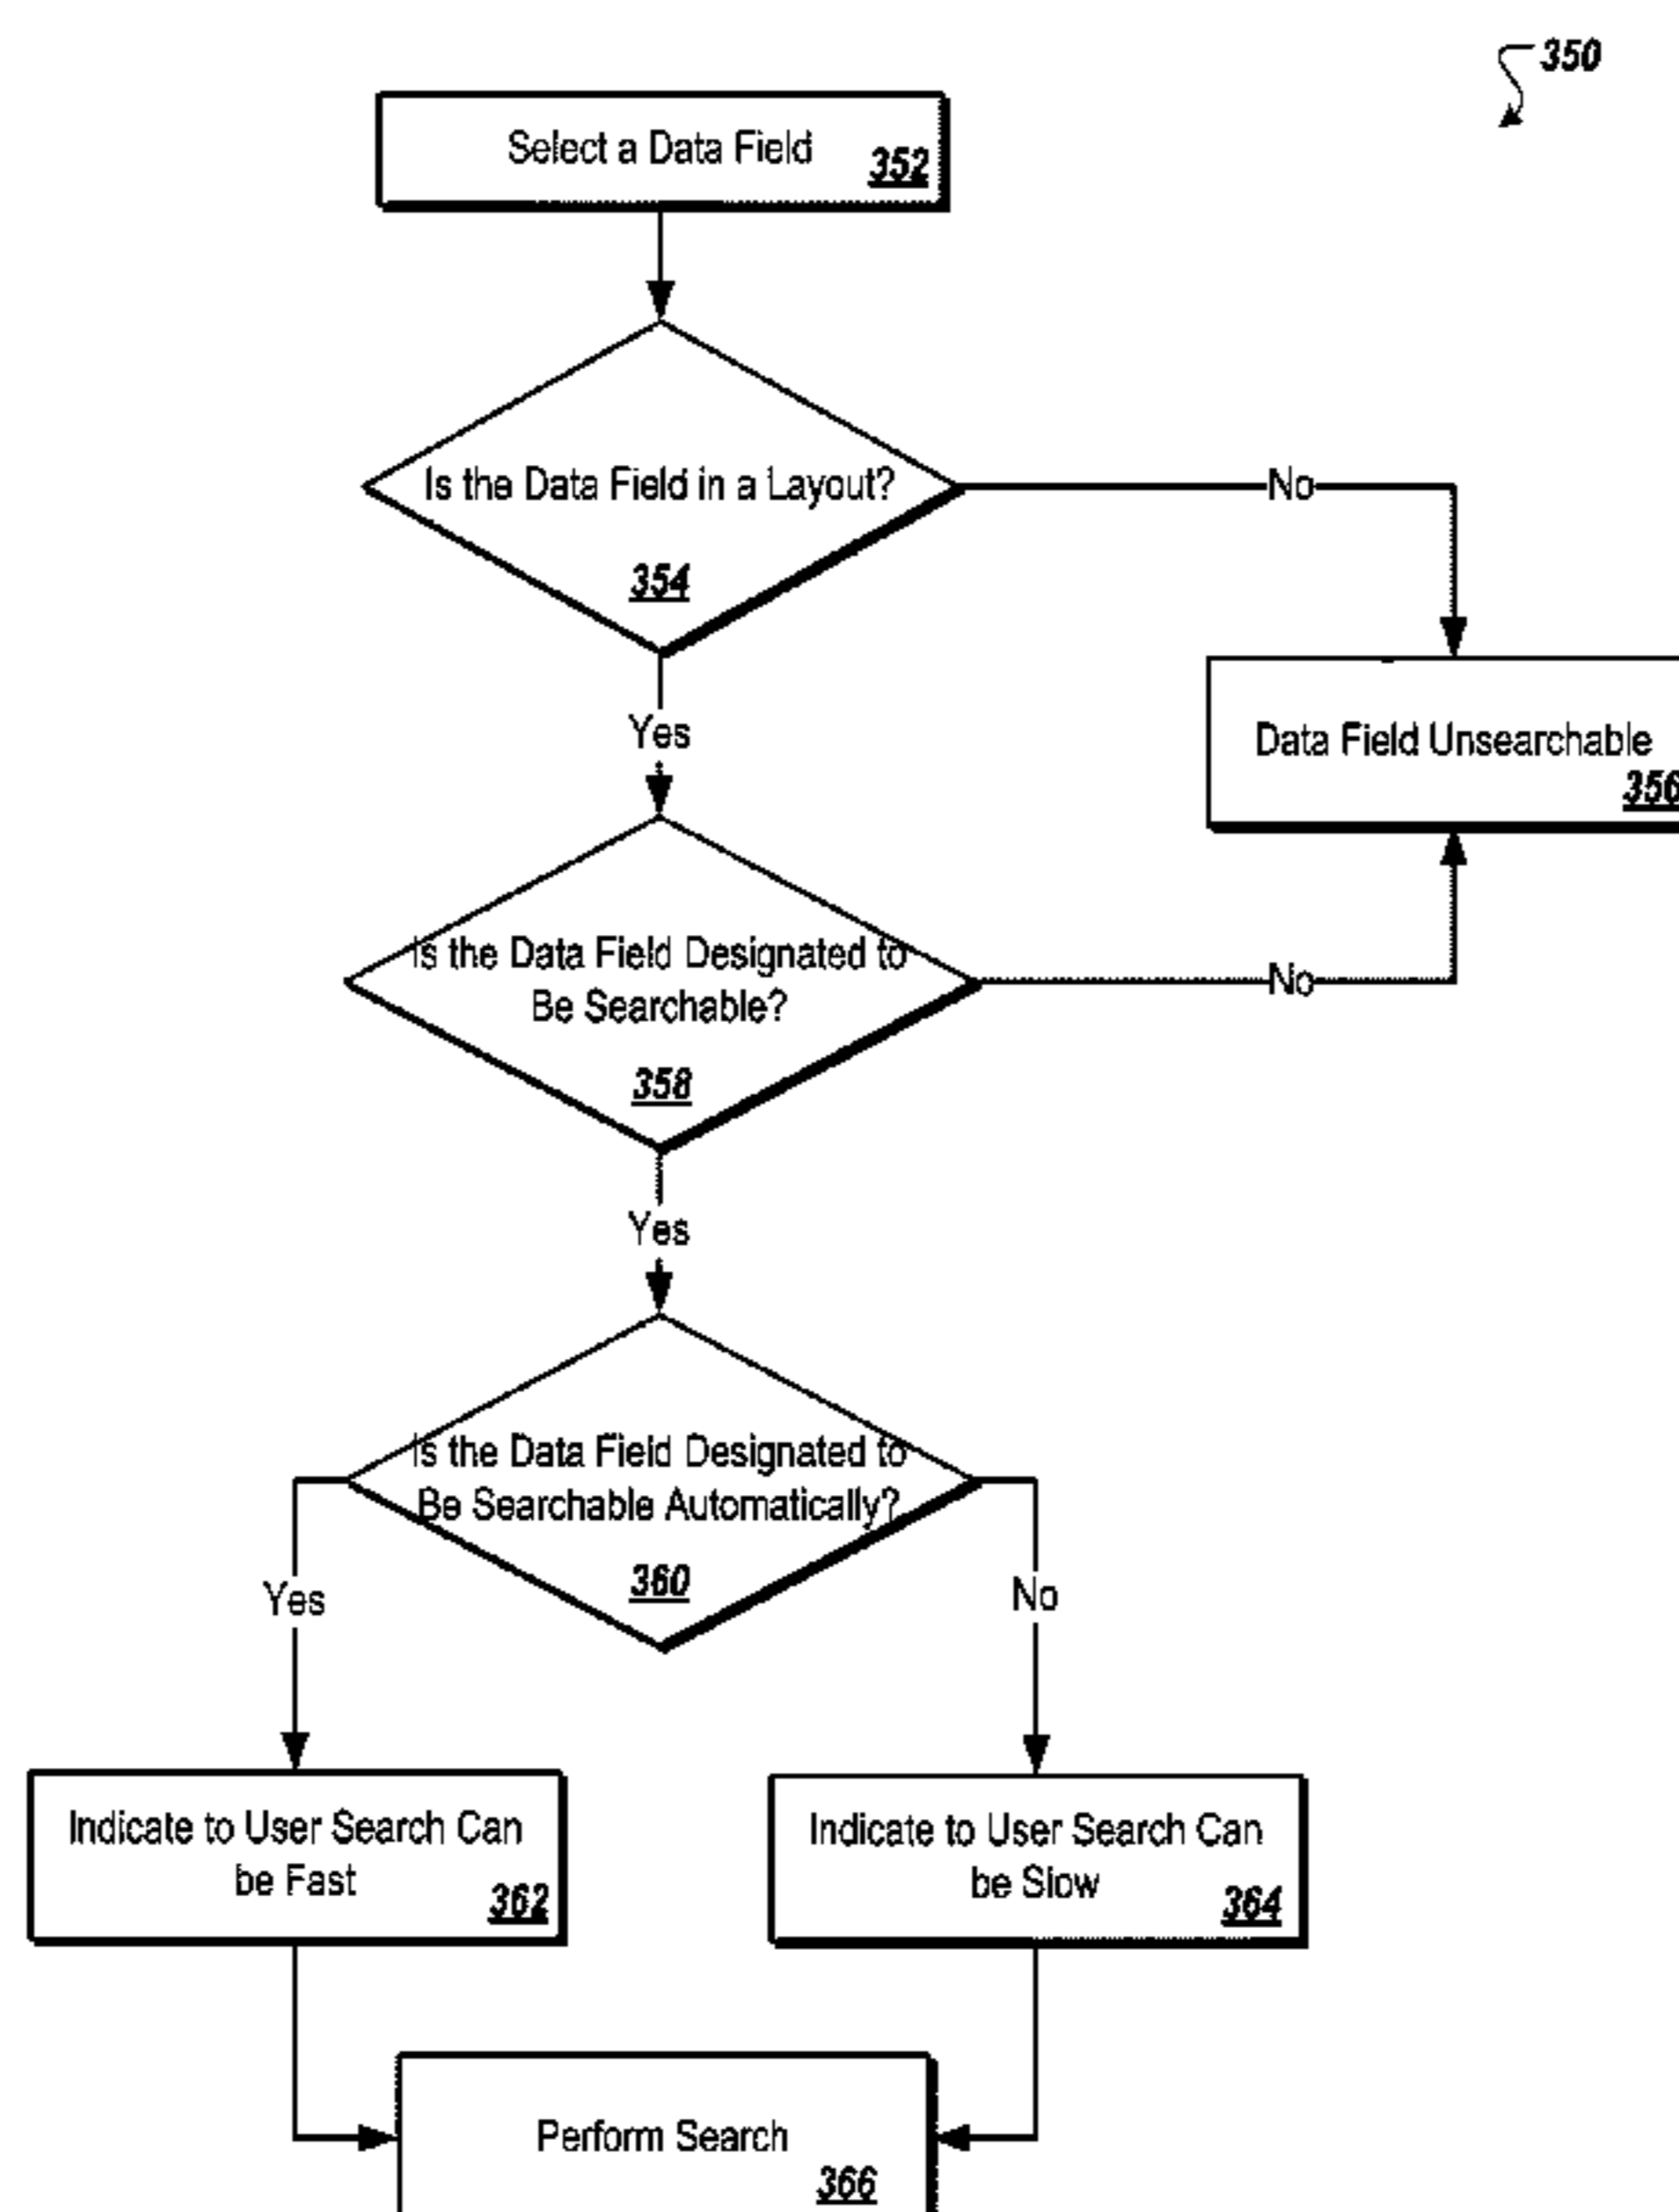 350
Select a Data Field
352
Is the Data Field in a Layout?
No
354
Yes
Data Field Unsearchable
356
Is the Data Field Designated to
Be Searchable?
No
358
Yes
Is the Data Field Designated to
Be Searchable Automatically?
360
Yes
No
Indicate to User Search Can
be Fast
362
Indicate to User Search Can
be Slow
364
Perform Search
366